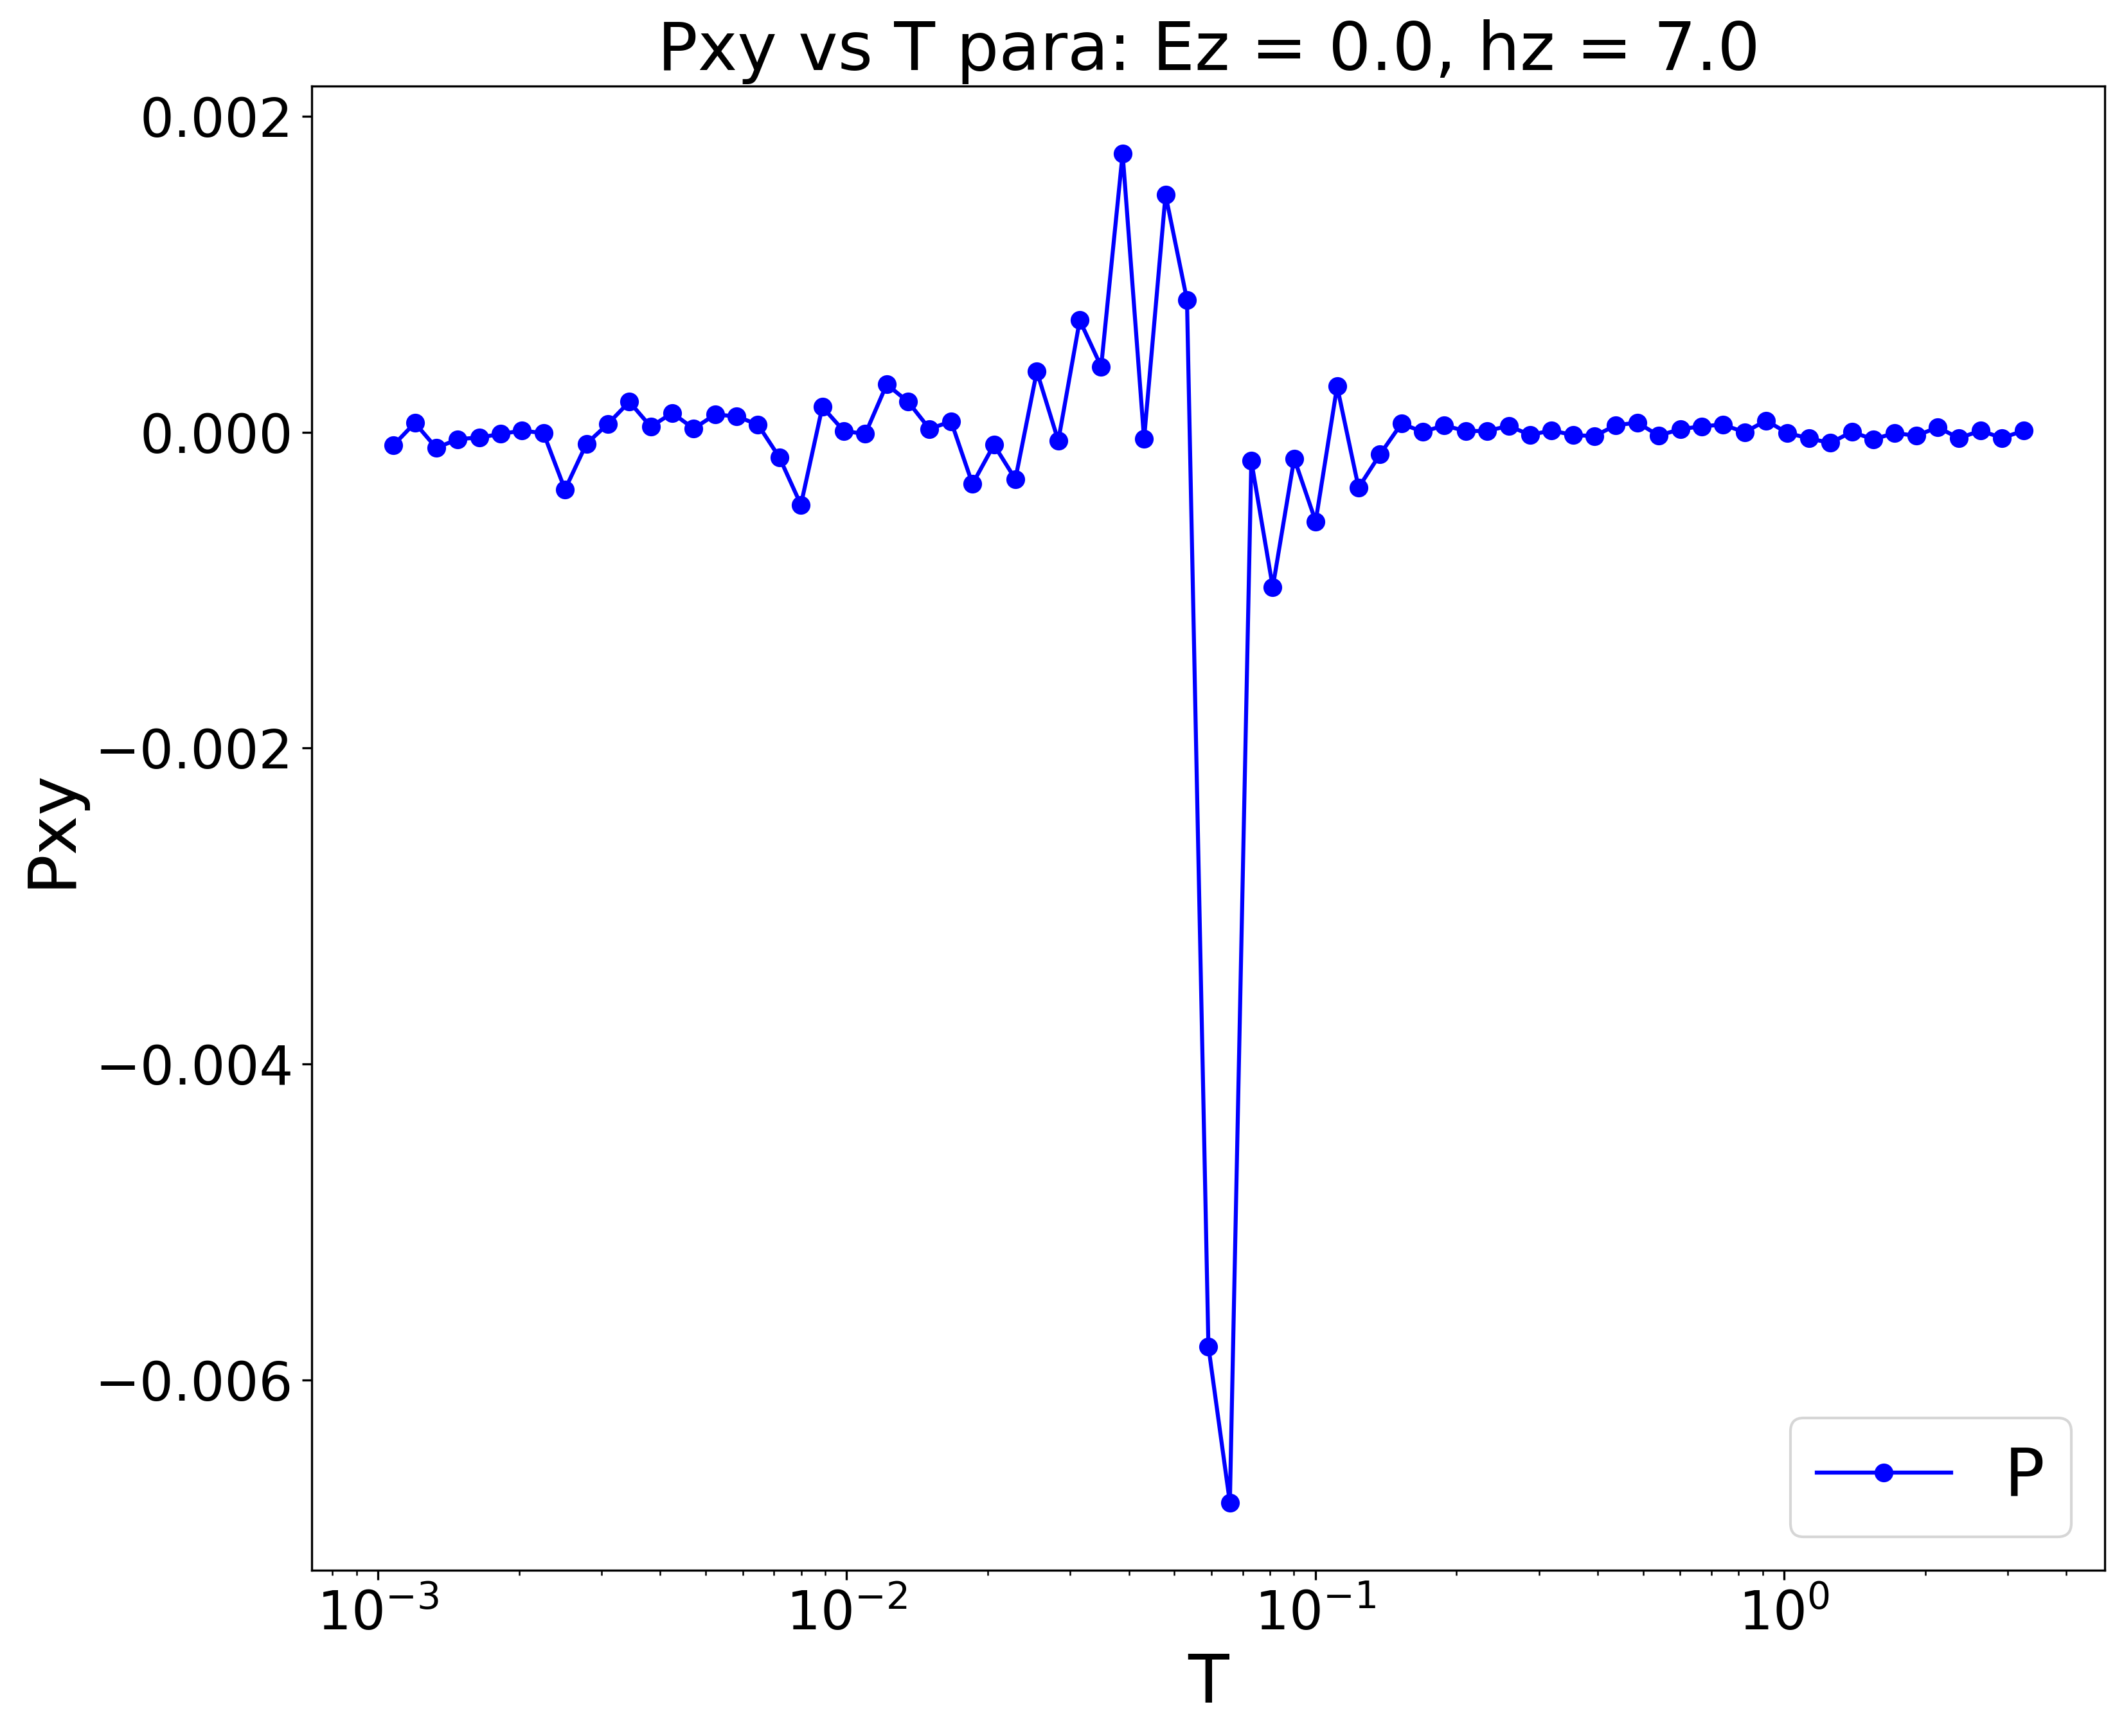 Pxy vs T para: Ez = 0.0, hz = 7.0
0.002
0.000
−0.002
−0.004
−0.006
Pxy
P
10⁻³ 10⁻² 10⁻¹ 10⁰
T